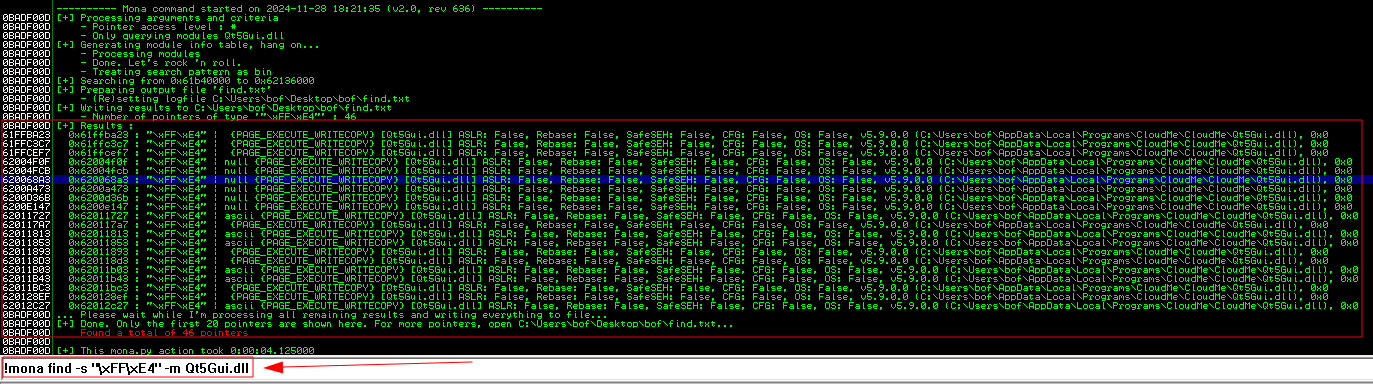 ---------- Mona command started on 2024-11-28 18:21:35 (v2.0, rev 636) ----------
0BADF00D [+] Processing arguments and criteria
0BADF00D     - Pointer access level : *
0BADF00D     - Only querying modules Qt5Gui.dll
0BADF00D [+] Generating module info table, hang on...
0BADF00D     - Processing modules
0BADF00D     - Done. Let's rock 'n roll.
0BADF00D     - Treating search pattern as bin
0BADF00D [+] Searching from 0x61b40000 to 0x62136000
0BADF00D [+] Preparing output file 'find.txt'
0BADF00D     - (Re)setting logfile C:\Users\bof\Desktop\bof\find.txt
0BADF00D [+] Writing results to C:\Users\bof\Desktop\bof\find.txt
0BADF00D     - Number of pointers of type '"\xFF\xE4"' : 46
0BADF00D [+] Results :
61FFBA23   0x61ffba23 : "\xFF\xE4" |  {PAGE_EXECUTE_WRITECOPY} [Qt5Gui.dll] ASLR: False, Rebase: False, SafeSEH: False, CFG: False, OS: False, v5.9.0.0 (C:\Users\bof\AppData\Local\Programs\CloudMe\CloudMe\Qt5Gui.dll), 0x0
61FFC3C7   0x61ffc3c7 : "\xFF\xE4" |  {PAGE_EXECUTE_WRITECOPY} [Qt5Gui.dll] ASLR: False, Rebase: False, SafeSEH: False, CFG: False, OS: False, v5.9.0.0 (C:\Users\bof\AppData\Local\Programs\CloudMe\CloudMe\Qt5Gui.dll), 0x0
61FFCEF7   0x61ffcef7 : "\xFF\xE4" |  {PAGE_EXECUTE_WRITECOPY} [Qt5Gui.dll] ASLR: False, Rebase: False, SafeSEH: False, CFG: False, OS: False, v5.9.0.0 (C:\Users\bof\AppData\Local\Programs\CloudMe\CloudMe\Qt5Gui.dll), 0x0
62004F0F   0x62004f0f : "\xFF\xE4" | null {PAGE_EXECUTE_WRITECOPY} [Qt5Gui.dll] ASLR: False, Rebase: False, SafeSEH: False, CFG: False, OS: False, v5.9.0.0 (C:\Users\bof\AppData\Local\Programs\CloudMe\CloudMe\Qt5Gui.dll), 0x0
62004FCB   0x62004fcb : "\xFF\xE4" | null {PAGE_EXECUTE_WRITECOPY} [Qt5Gui.dll] ASLR: False, Rebase: False, SafeSEH: False, CFG: False, OS: False, v5.9.0.0 (C:\Users\bof\AppData\Local\Programs\CloudMe\CloudMe\Qt5Gui.dll), 0x0
620063A3   0x620063a3 : "\xFF\xE4" | null {PAGE_EXECUTE_WRITECOPY} [Qt5Gui.dll] ASLR: False, Rebase: False, SafeSEH: False, CFG: False, OS: False, v5.9.0.0 (C:\Users\bof\AppData\Local\Programs\CloudMe\CloudMe\Qt5Gui.dll), 0x0
6200A473   0x6200a473 : "\xFF\xE4" | null {PAGE_EXECUTE_WRITECOPY} [Qt5Gui.dll] ASLR: False, Rebase: False, SafeSEH: False, CFG: False, OS: False, v5.9.0.0 (C:\Users\bof\AppData\Local\Programs\CloudMe\CloudMe\Qt5Gui.dll), 0x0
6200D36B   0x6200d36b : "\xFF\xE4" | null {PAGE_EXECUTE_WRITECOPY} [Qt5Gui.dll] ASLR: False, Rebase: False, SafeSEH: False, CFG: False, OS: False, v5.9.0.0 (C:\Users\bof\AppData\Local\Programs\CloudMe\CloudMe\Qt5Gui.dll), 0x0
6200E147   0x6200e147 : "\xFF\xE4" | null {PAGE_EXECUTE_WRITECOPY} [Qt5Gui.dll] ASLR: False, Rebase: False, SafeSEH: False, CFG: False, OS: False, v5.9.0.0 (C:\Users\bof\AppData\Local\Programs\CloudMe\CloudMe\Qt5Gui.dll), 0x0
62011727   0x62011727 : "\xFF\xE4" | ascii {PAGE_EXECUTE_WRITECOPY} [Qt5Gui.dll] ASLR: False, Rebase: False, SafeSEH: False, CFG: False, OS: False, v5.9.0.0 (C:\Users\bof\AppData\Local\Programs\CloudMe\CloudMe\Qt5Gui.dll), 0x0
620117A7   0x620117a7 : "\xFF\xE4" |  {PAGE_EXECUTE_WRITECOPY} [Qt5Gui.dll] ASLR: False, Rebase: False, SafeSEH: False, CFG: False, OS: False, v5.9.0.0 (C:\Users\bof\AppData\Local\Programs\CloudMe\CloudMe\Qt5Gui.dll), 0x0
62011813   0x62011813 : "\xFF\xE4" | ascii {PAGE_EXECUTE_WRITECOPY} [Qt5Gui.dll] ASLR: False, Rebase: False, SafeSEH: False, CFG: False, OS: False, v5.9.0.0 (C:\Users\bof\AppData\Local\Programs\CloudMe\CloudMe\Qt5Gui.dll), 0x0
62011853   0x62011853 : "\xFF\xE4" | ascii {PAGE_EXECUTE_WRITECOPY} [Qt5Gui.dll] ASLR: False, Rebase: False, SafeSEH: False, CFG: False, OS: False, v5.9.0.0 (C:\Users\bof\AppData\Local\Programs\CloudMe\CloudMe\Qt5Gui.dll), 0x0
62011893   0x62011893 : "\xFF\xE4" |  {PAGE_EXECUTE_WRITECOPY} [Qt5Gui.dll] ASLR: False, Rebase: False, SafeSEH: False, CFG: False, OS: False, v5.9.0.0 (C:\Users\bof\AppData\Local\Programs\CloudMe\CloudMe\Qt5Gui.dll), 0x0
620118D3   0x620118d3 : "\xFF\xE4" |  {PAGE_EXECUTE_WRITECOPY} [Qt5Gui.dll] ASLR: False, Rebase: False, SafeSEH: False, CFG: False, OS: False, v5.9.0.0 (C:\Users\bof\AppData\Local\Programs\CloudMe\CloudMe\Qt5Gui.dll), 0x0
62011B03   0x62011b03 : "\xFF\xE4" | ascii {PAGE_EXECUTE_WRITECOPY} [Qt5Gui.dll] ASLR: False, Rebase: False, SafeSEH: False, CFG: False, OS: False, v5.9.0.0 (C:\Users\bof\AppData\Local\Programs\CloudMe\CloudMe\Qt5Gui.dll), 0x0
62011B43   0x62011b43 : "\xFF\xE4" | ascii {PAGE_EXECUTE_WRITECOPY} [Qt5Gui.dll] ASLR: False, Rebase: False, SafeSEH: False, CFG: False, OS: False, v5.9.0.0 (C:\Users\bof\AppData\Local\Programs\CloudMe\CloudMe\Qt5Gui.dll), 0x0
62011BC3   0x62011bc3 : "\xFF\xE4" |  {PAGE_EXECUTE_WRITECOPY} [Qt5Gui.dll] ASLR: False, Rebase: False, SafeSEH: False, CFG: False, OS: False, v5.9.0.0 (C:\Users\bof\AppData\Local\Programs\CloudMe\CloudMe\Qt5Gui.dll), 0x0
620128EF   0x620128ef : "\xFF\xE4" |  {PAGE_EXECUTE_WRITECOPY} [Qt5Gui.dll] ASLR: False, Rebase: False, SafeSEH: False, CFG: False, OS: False, v5.9.0.0 (C:\Users\bof\AppData\Local\Programs\CloudMe\CloudMe\Qt5Gui.dll), 0x0
62012C27   0x62012c27 : "\xFF\xE4" | ascii {PAGE_EXECUTE_WRITECOPY} [Qt5Gui.dll] ASLR: False, Rebase: False, SafeSEH: False, CFG: False, OS: False, v5.9.0.0 (C:\Users\bof\AppData\Local\Programs\CloudMe\CloudMe\Qt5Gui.dll), 0x0
0BADF00D ... Please wait while I'm processing all remaining results and writing everything to file...
0BADF00D [+] Done. Only the first 20 pointers are shown here. For more pointers, open C:\Users\bof\Desktop\bof\find.txt...
0BADF00D     Found a total of 46 pointers
0BADF00D
0BADF00D [+] This mona.py action took 0:00:04.125000
!mona find -s "\xFF\xE4" -m Qt5Gui.dll